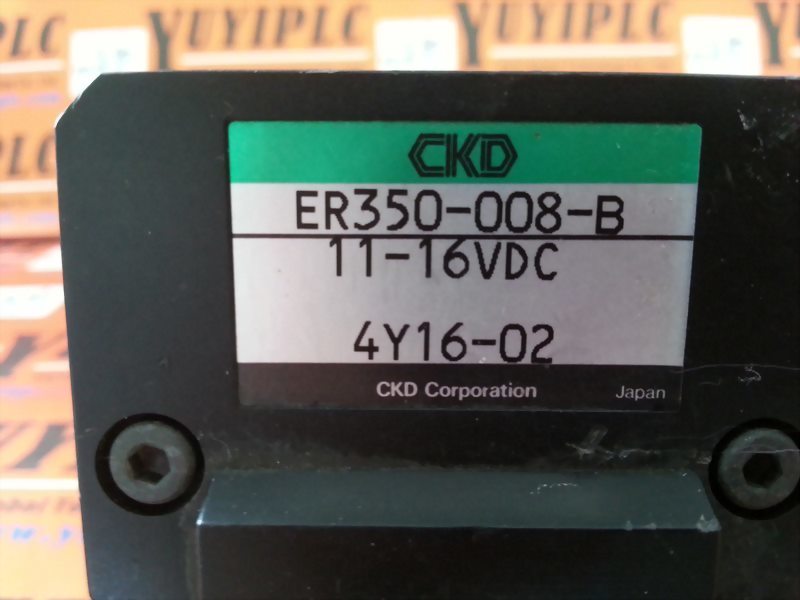 YUYIPLC
CKD
ER350-008-B
11-16VDC
4Y16-02
CKD Corporation Japan